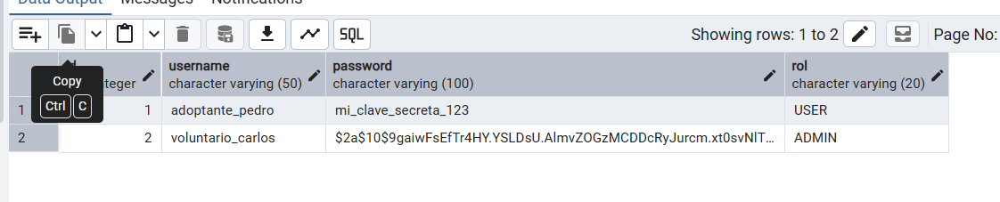 Data Output Messages Notifications
SQL Showing rows: 1 to 2 Page No:
username password rol
character varying (50) character varying (100) character varying (20)
Copy
Ctrl C
1 1 adoptante_pedro mi_clave_secreta_123 USER
2 2 voluntario_carlos $2a$10$9gaiwFsEfTr4HY.YSLDsU.AlmvZOGzMCDDcRyJurcm.xt0svNlT... ADMIN